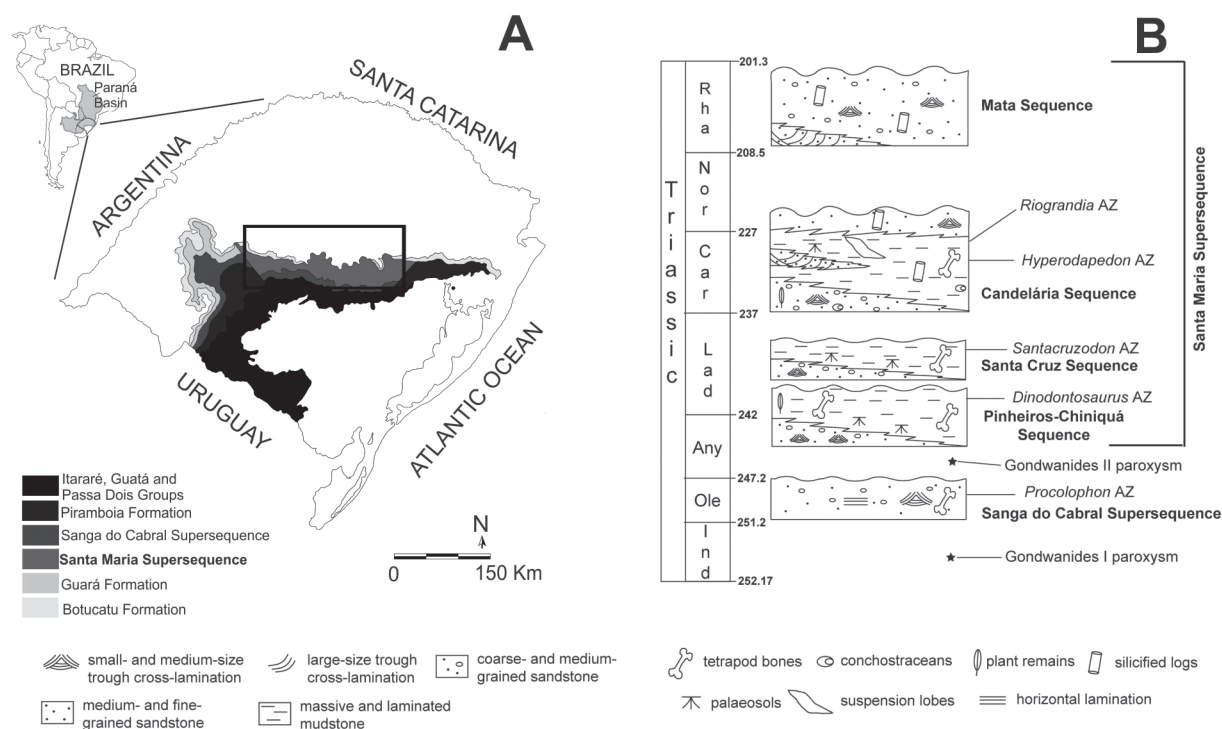 A
BRAZIL
Paraná
Basin
SANTA CATARINA
ARGENTINA
URUGUAY
ATLANTIC OCEAN
N
0 150 Km
Itararé, Guatá and
Passa Dois Groups
Piramboia Formation
Sanga do Cabral Supersequence
Santa Maria Supersequence
Guará Formation
Botucatu Formation
small- and medium-size
trough cross-lamination
large-size trough
cross-lamination
coarse- and medium-
grained sandstone
medium- and fine-
grained sandstone
massive and laminated
mudstone
B
Triassic
Rha
Nor
Car
Lad
Any
Ole
Ind
201.3
208.5
227
237
242
247.2
251.2
252.17
Mata Sequence
Riograndia AZ
Hyperodapedon AZ
Candelária Sequence
Santacruzodon AZ
Santa Cruz Sequence
Dinodontosaurus AZ
Pinheiros-Chiniquá
Sequence
Gondwanides II paroxysm
Procolophon AZ
Sanga do Cabral Supersequence
Gondwanides I paroxysm
Santa Maria Supersequence
tetrapod bones
conchostraceans
plant remains
silicified logs
palaeosols
suspension lobes
horizontal lamination